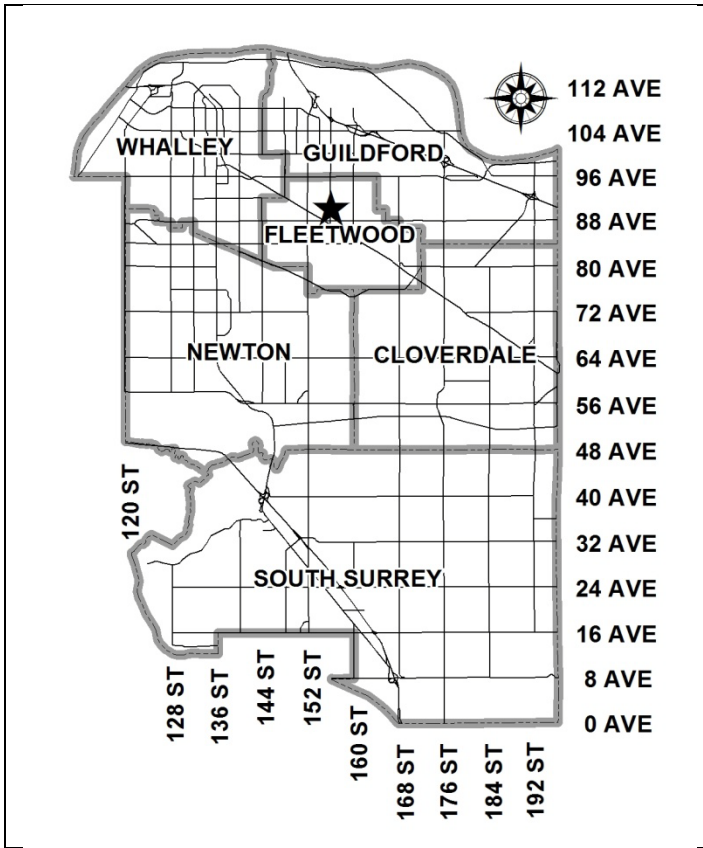 112 AVE
104 AVE
WHALLEY
GUILDFORD
96 AVE
88 AVE
FLEETWOOD
80 AVE
72 AVE
NEWTON
CLOVERDALE
64 AVE
56 AVE
48 AVE
120 ST
40 AVE
32 AVE
SOUTH SURREY
24 AVE
16 AVE
8 AVE
0 AVE
128 ST
136 ST
144 ST
152 ST
160 ST
168 ST
176 ST
184 ST
192 ST